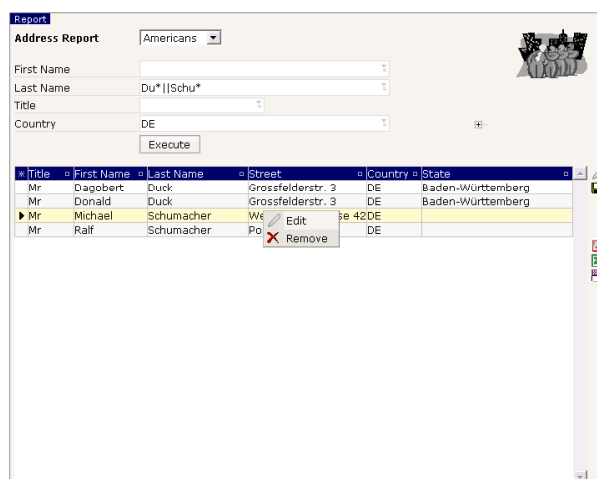 Report
Address Report Americans
First Name
Last Name Du*||Schu*
Title
Country DE
Execute
Title First Name Last Name Street Country State
Mr Dagobert Duck Grossfelderstr. 3 DE Baden-Württemberg
Mr Donald Duck Grossfelderstr. 3 DE Baden-Württemberg
Mr Michael Schumacher 42 DE
Mr Ralf Schumacher DE
Edit
Remove